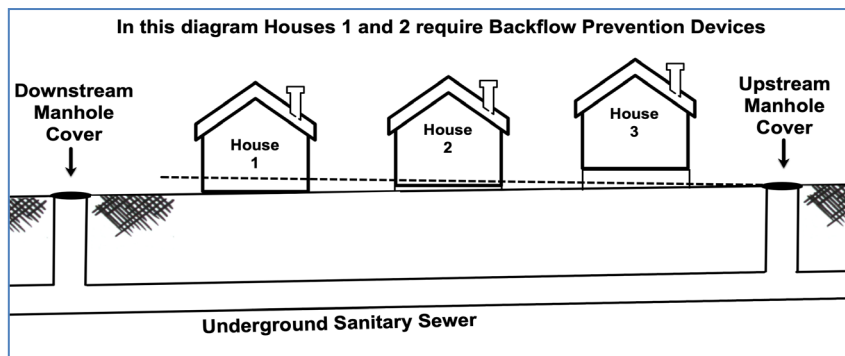 In this diagram Houses 1 and 2 require Backflow Prevention Devices
Downstream
Manhole
Cover
House
1
House
2
House
3
Upstream
Manhole
Cover
Underground Sanitary Sewer